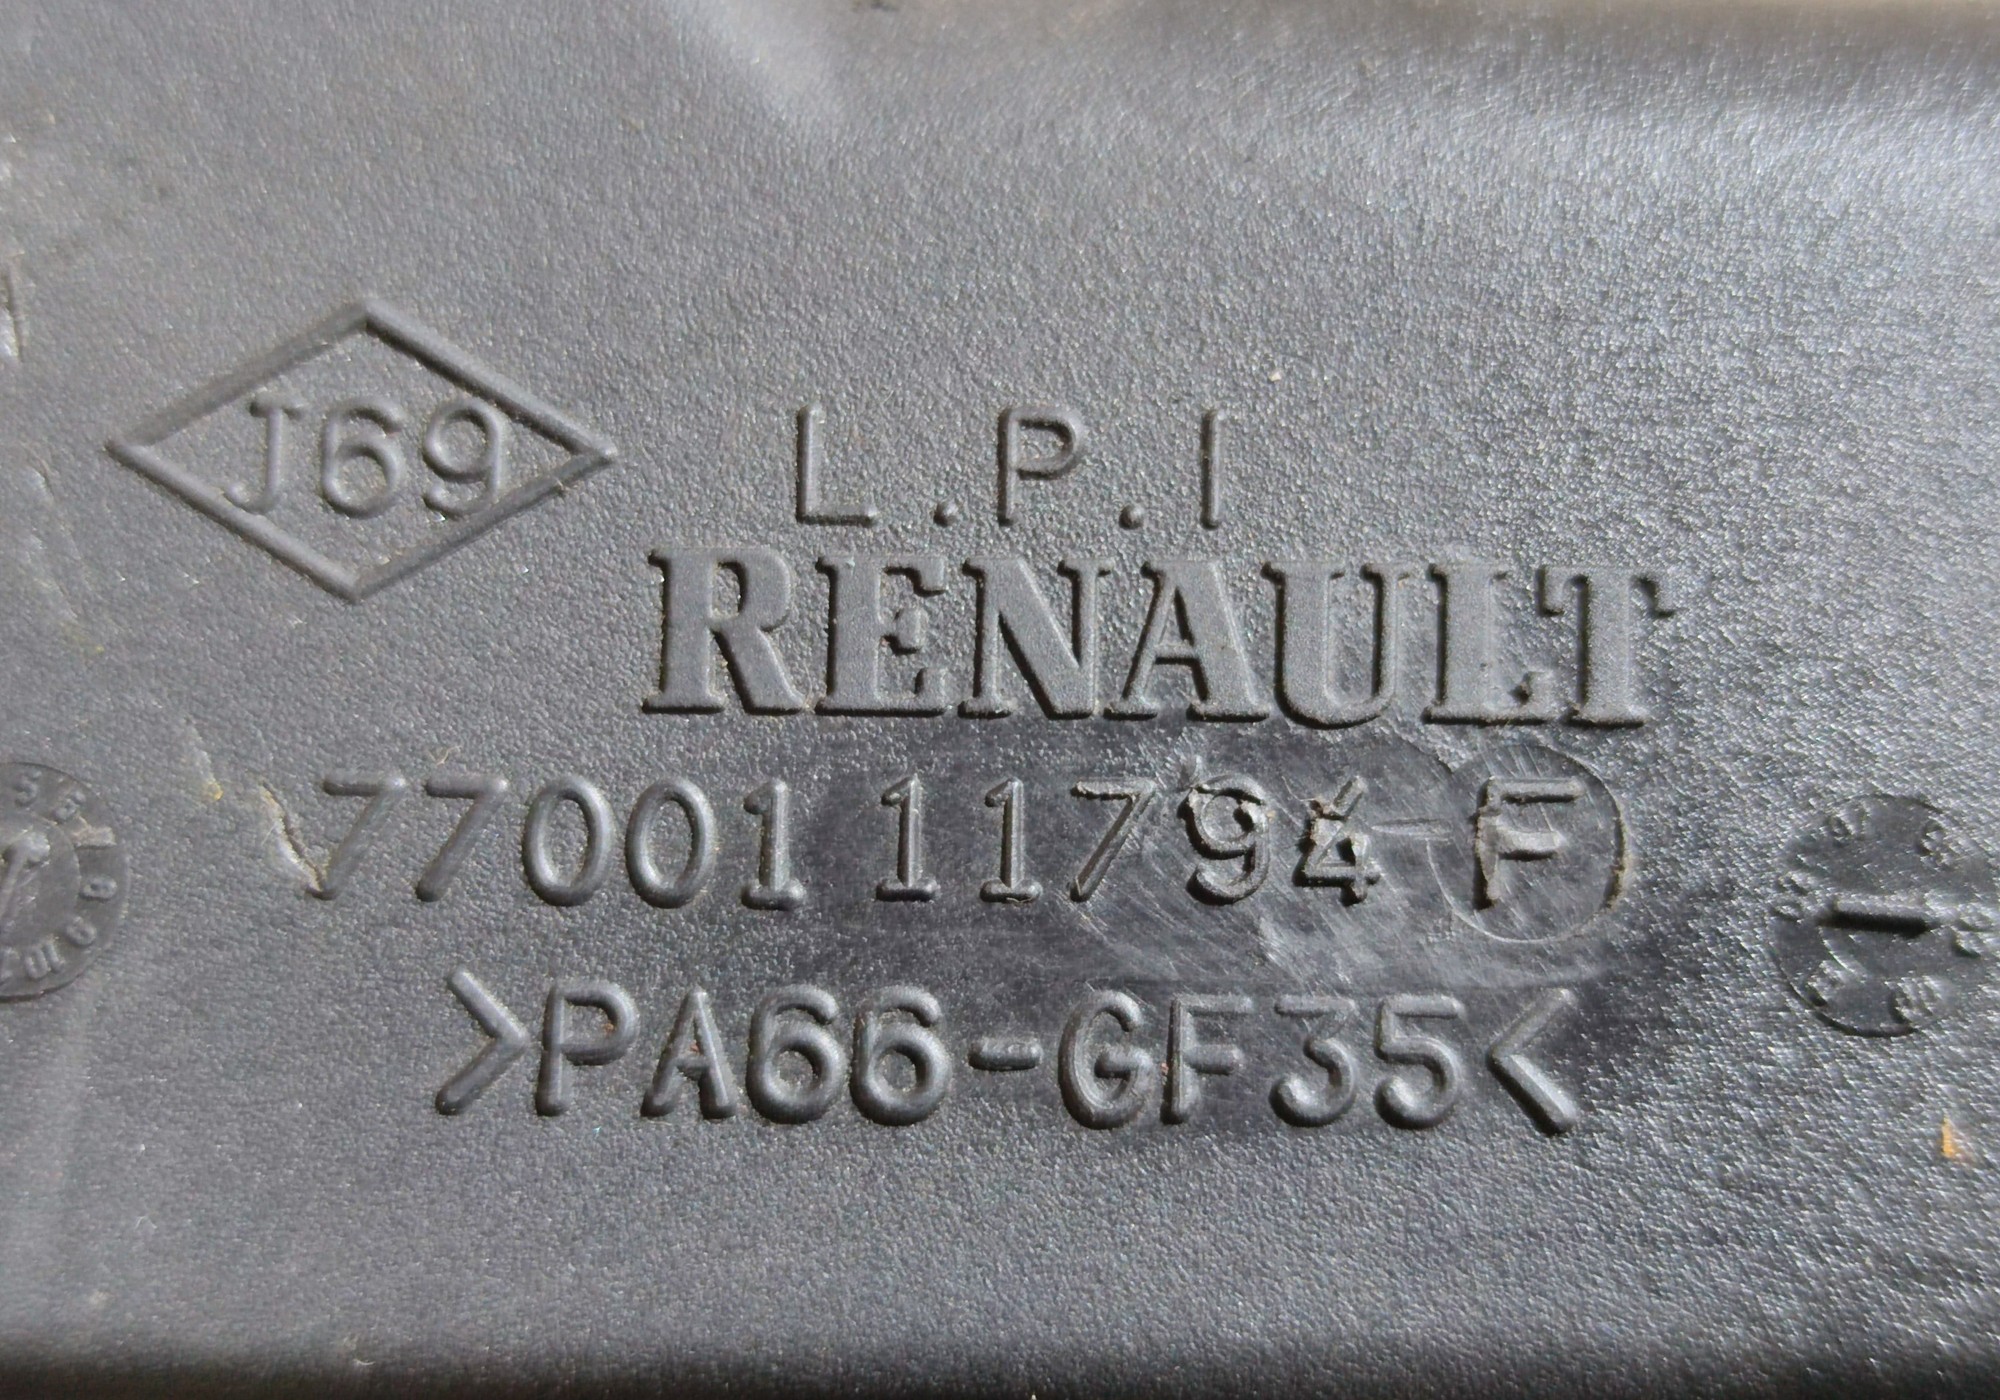 J69
L.P.I
RENAULT
7700111794 F
>PA66-GF35<